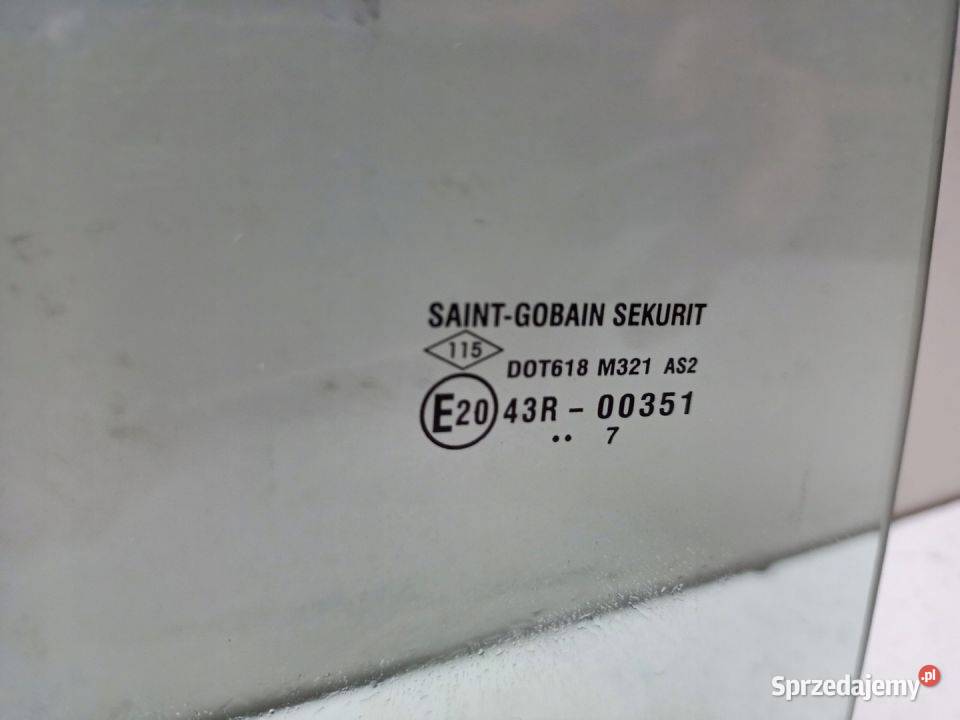 SAINT-GOBAIN SEKURIT
115
DOT618 M321 AS2
E20 43R - 00351
•• 7
Sprzedajemy.pl